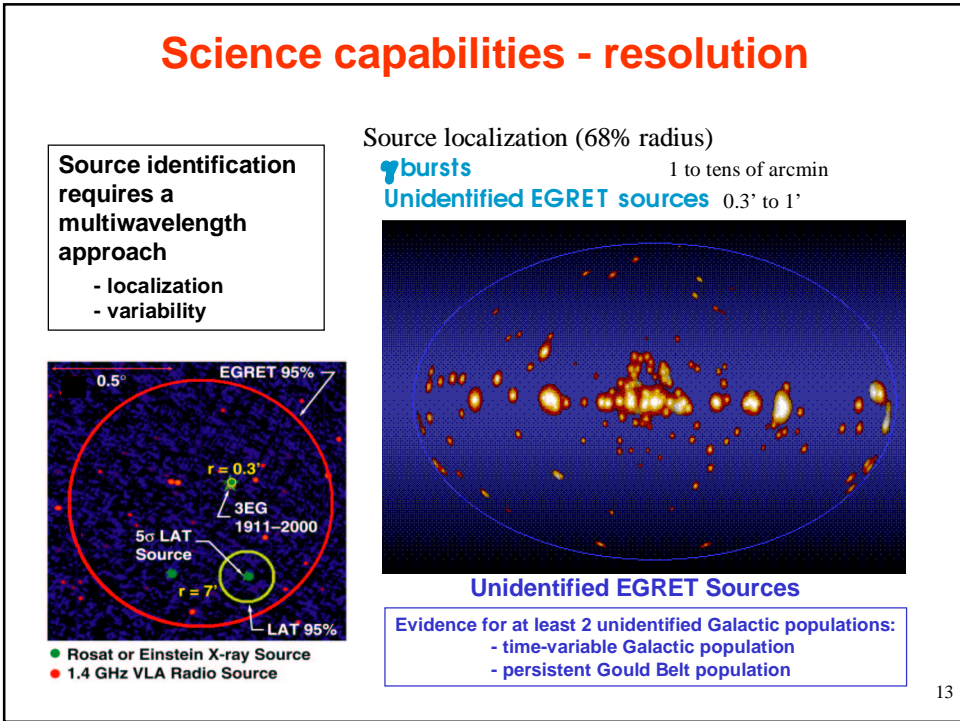 Science capabilities - resolution
Source identification
requires a
multiwavelength
approach
- localization
- variability
Source localization (68% radius)
γbursts 1 to tens of arcmin
Unidentified EGRET sources 0.3’ to 1’
0.5°
EGRET 95%
r = 0.3'
3EG
1911–2000
5σ LAT
Source
r = 7'
LAT 95%
Rosat or Einstein X-ray Source
1.4 GHz VLA Radio Source
Unidentified EGRET Sources
Evidence for at least 2 unidentified Galactic populations:
- time-variable Galactic population
- persistent Gould Belt population
13